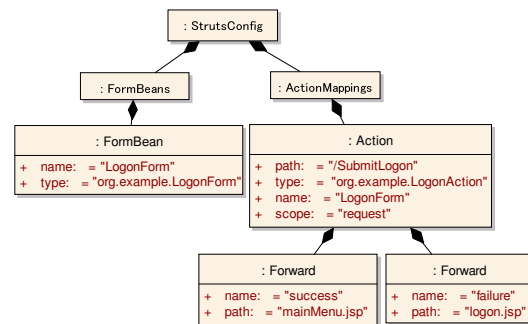 : StrutsConfig
: FormBeans
: ActionMappings
: FormBean
+ name: = "LogonForm"
+ type: = "org.example.LogonForm"
: Action
+ path: = "/SubmitLogon"
+ type: = "org.example.LogonAction"
+ name: = "LogonForm"
+ scope: = "request"
: Forward
+ name: = "success"
+ path: = "mainMenu.jsp"
: Forward
+ name: = "failure"
+ path: = "logon.jsp"